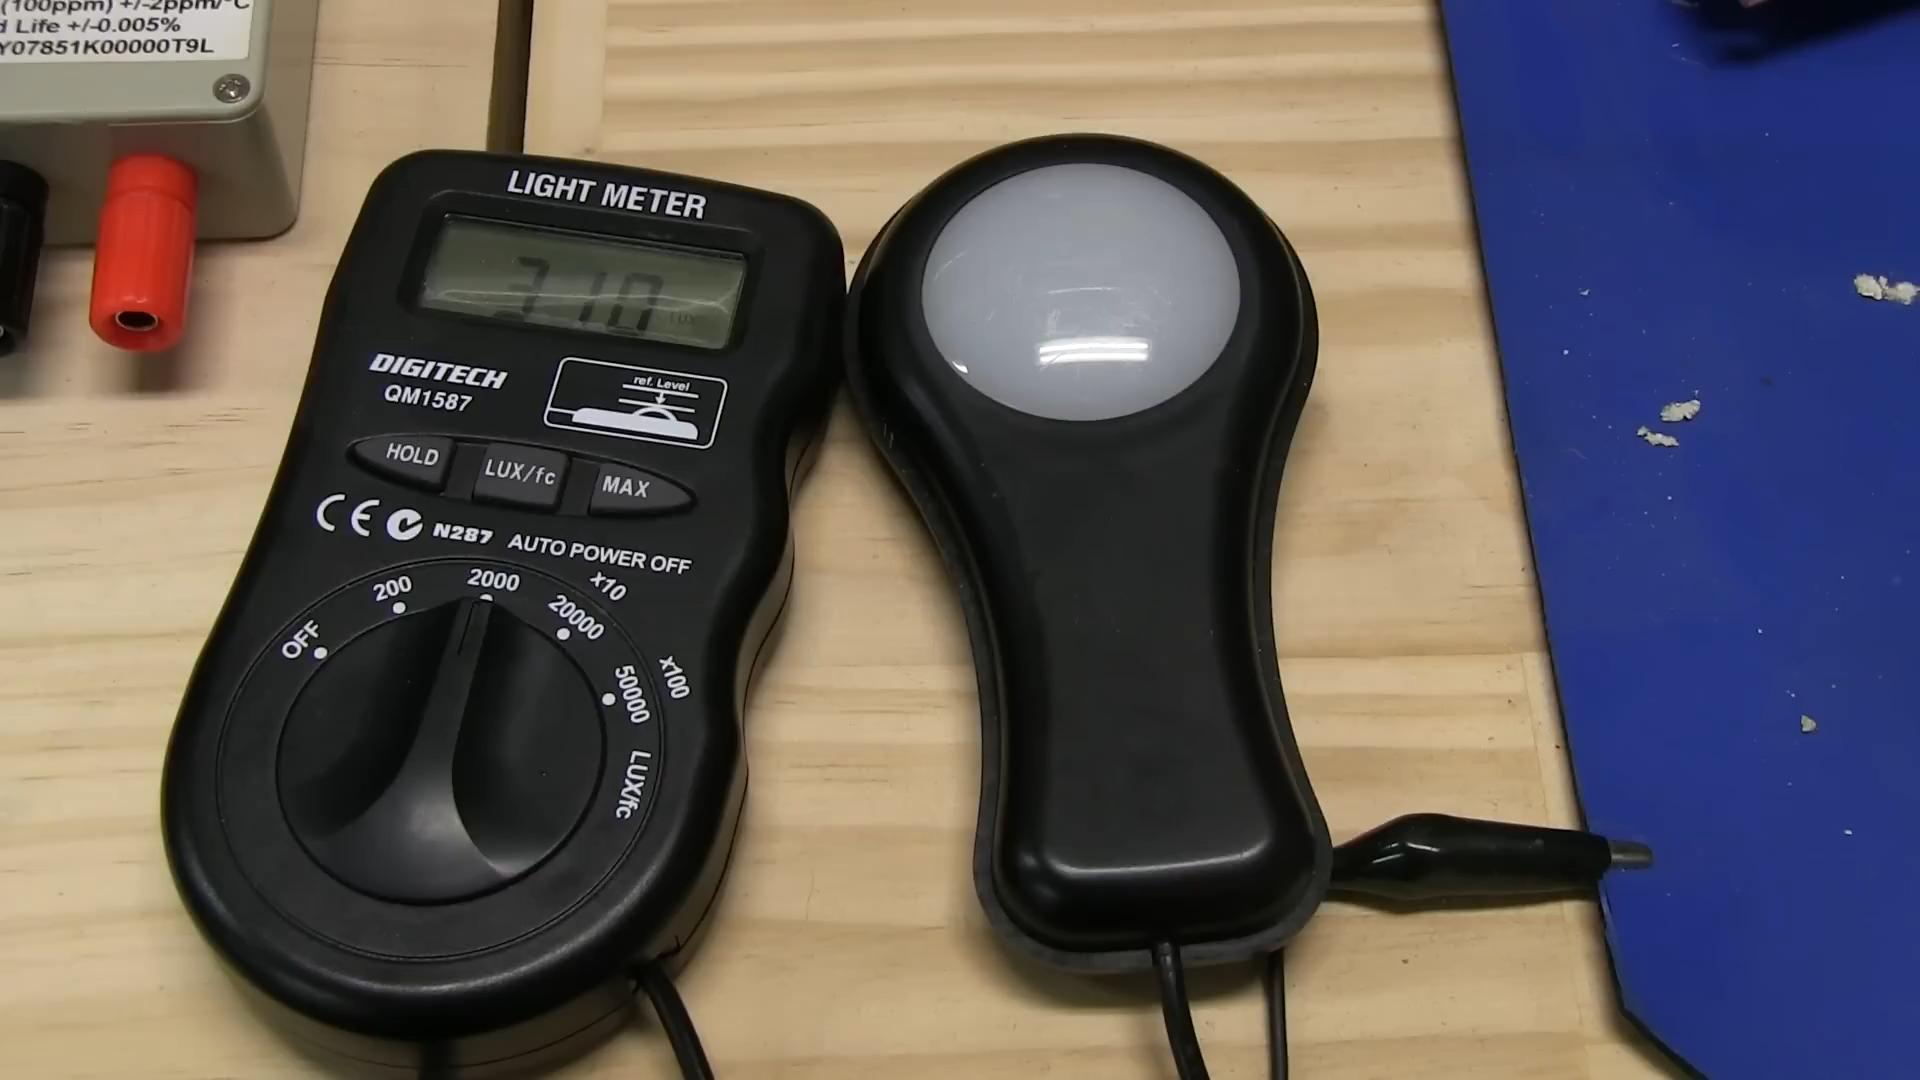 (100ppm) +/-2ppm/°C
d Life +/-0.005%
Y07851K00000T9L
LIGHT METER
310
LUX
DIGITECH
QM1587
ref. Level
HOLD
LUX/fc
MAX
CE N287 AUTO POWER OFF
OFF
200
2000
x10
20000
x100
50000
LUX/fc